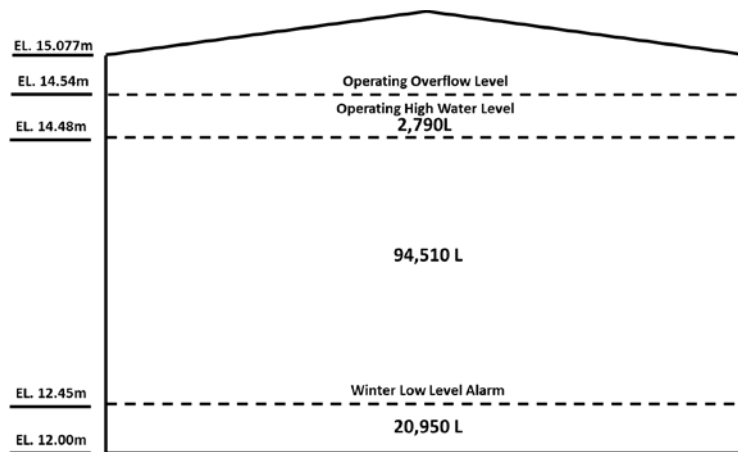 EL. 15.077m
EL. 14.54m
Operating Overflow Level
Operating High Water Level
2,790L
EL. 14.48m
94,510 L
EL. 12.45m
Winter Low Level Alarm
20,950 L
EL. 12.00m